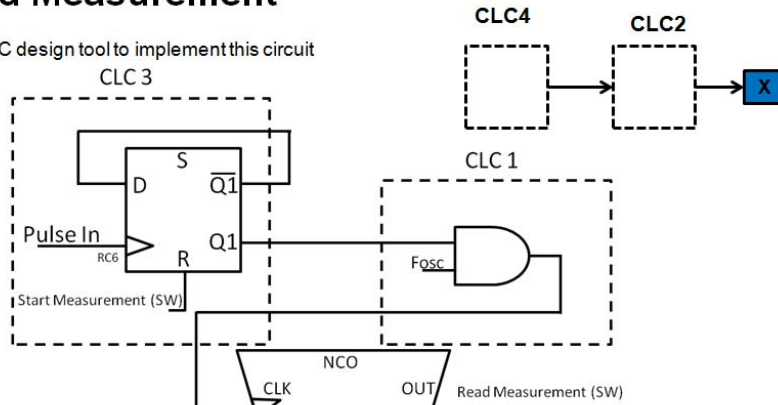 d Measurement
C design tool to implement this circuit
CLC4
CLC2
X
CLC 3
S
D
Q1
Pulse In
RC6
Q1
R
Start Measurement (SW)
CLC 1
Fosc
NCO
CLK
OUT
Read Measurement (SW)